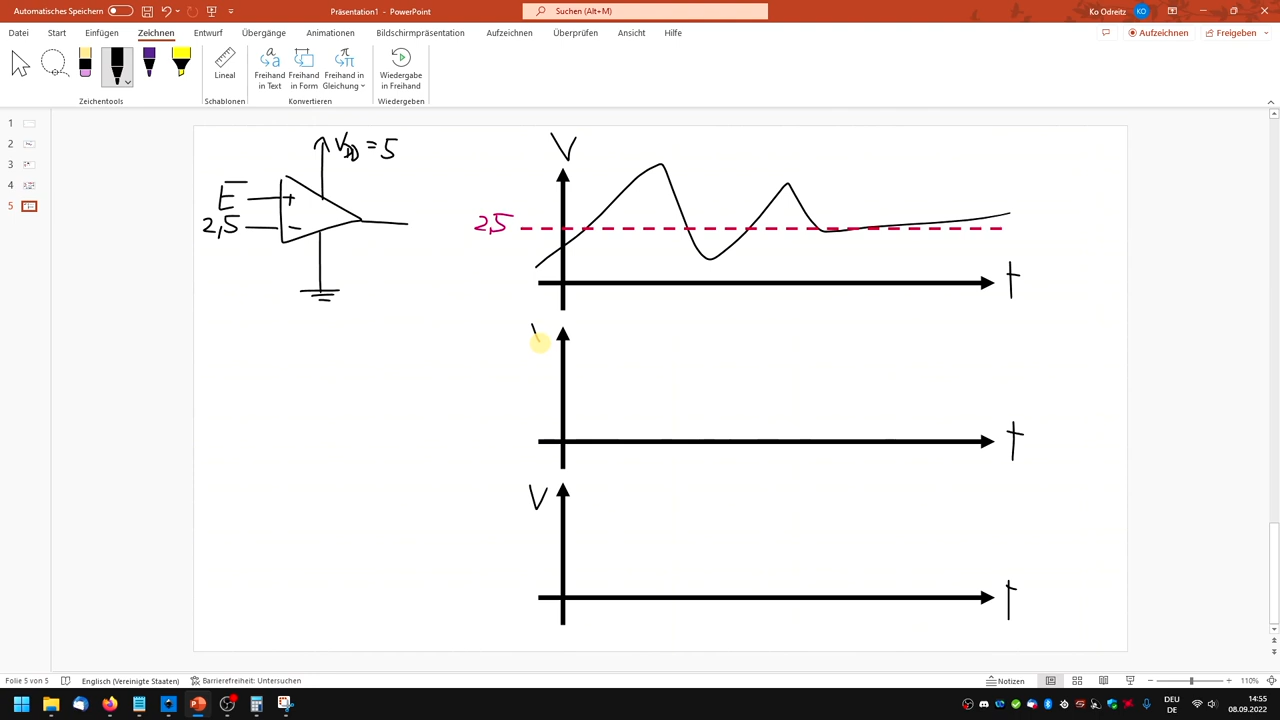 Automatisches Speichern
Präsentation1 - PowerPoint
Suchen (Alt+M)
Ko Odreitz
KO
Datei
Start
Einfügen
Zeichnen
Entwurf
Übergänge
Animationen
Bildschirmpräsentation
Aufzeichnen
Überprüfen
Ansicht
Hilfe
Aufzeichnen
Freigeben
Lineal
Freihand in Text
Freihand in Form
Freihand in Gleichung
Wiedergabe in Freihand
Zeichentools
Schablonen
Konvertieren
Wiedergeben
1
2
3
4
5
VDD = 5
E
2,5
+
-
V
2,5
t
t
V
t
Folie 5 von 5
Englisch (Vereinigte Staaten)
Barrierefreiheit: Untersuchen
Notizen
110%
DEU
DE
14:55
08.09.2022